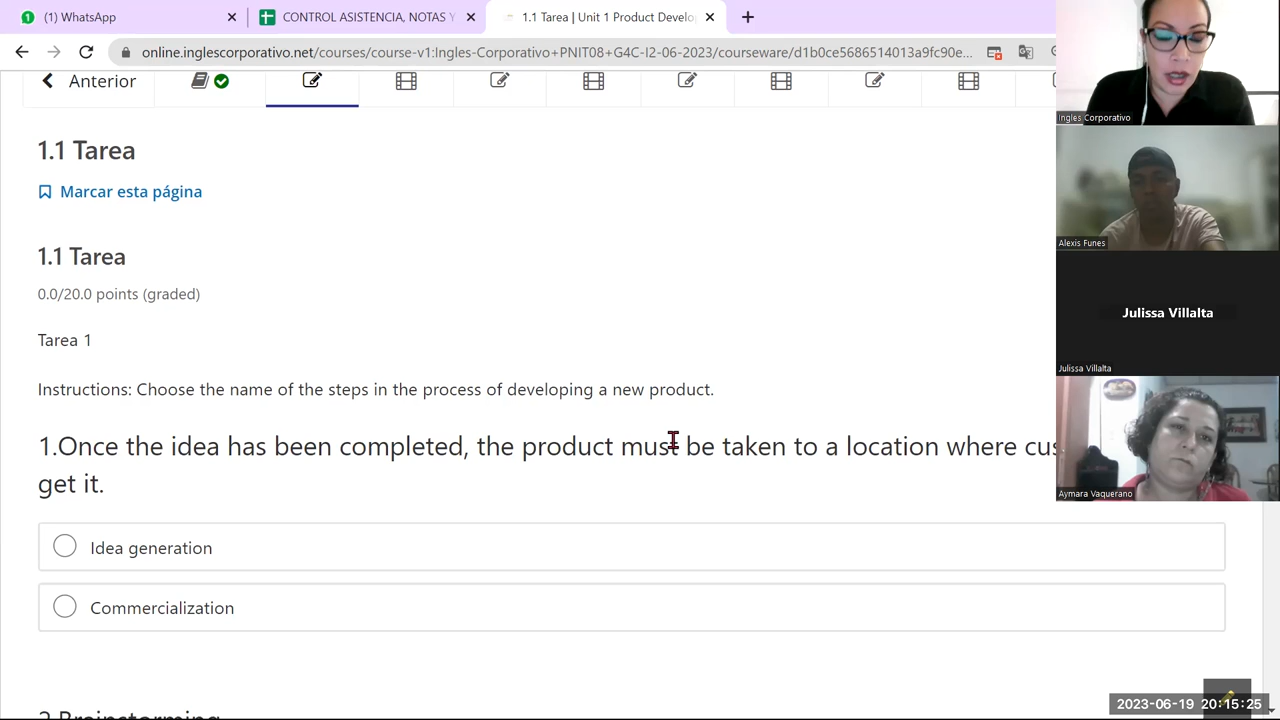 (1) WhatsApp
CONTROL ASISTENCIA, NOTAS Y
1.1 Tarea | Unit 1 Product Develo
online.inglescorporativo.net/courses/course-v1:Ingles-Corporativo+PNIT08+G4C-I2-06-2023/courseware/d1b0ce5686514013a9fc90e...
Anterior
1.1 Tarea
Marcar esta página
1.1 Tarea
0.0/20.0 points (graded)
Tarea 1
Instructions: Choose the name of the steps in the process of developing a new product.
1.Once the idea has been completed, the product must be taken to a location where cus
get it.
Idea generation
Commercialization
2.Brainstorming
Ingles Corporativo
Alexis Funes
Julissa Villalta
Julissa Villalta
Aymara Vaquerano
2023-06-19 20:15:25